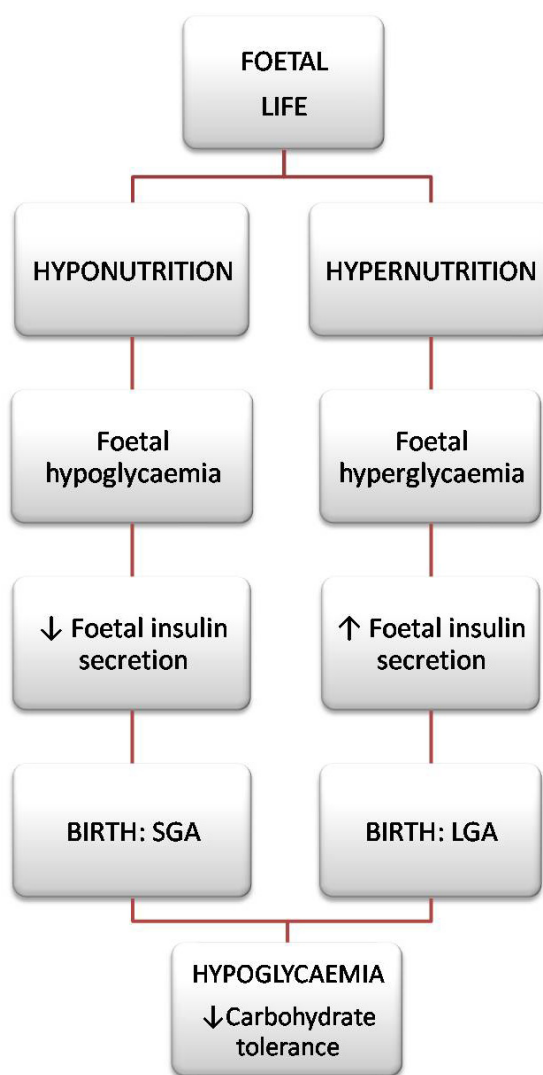 FOETAL
LIFE
HYPONUTRITION
HYPERNUTRITION
Foetal
hypoglycaemia
Foetal
hyperglycaemia
↓ Foetal insulin
secretion
↑ Foetal insulin
secretion
BIRTH: SGA
BIRTH: LGA
HYPOGLYCAEMIA
↓Carbohydrate
tolerance